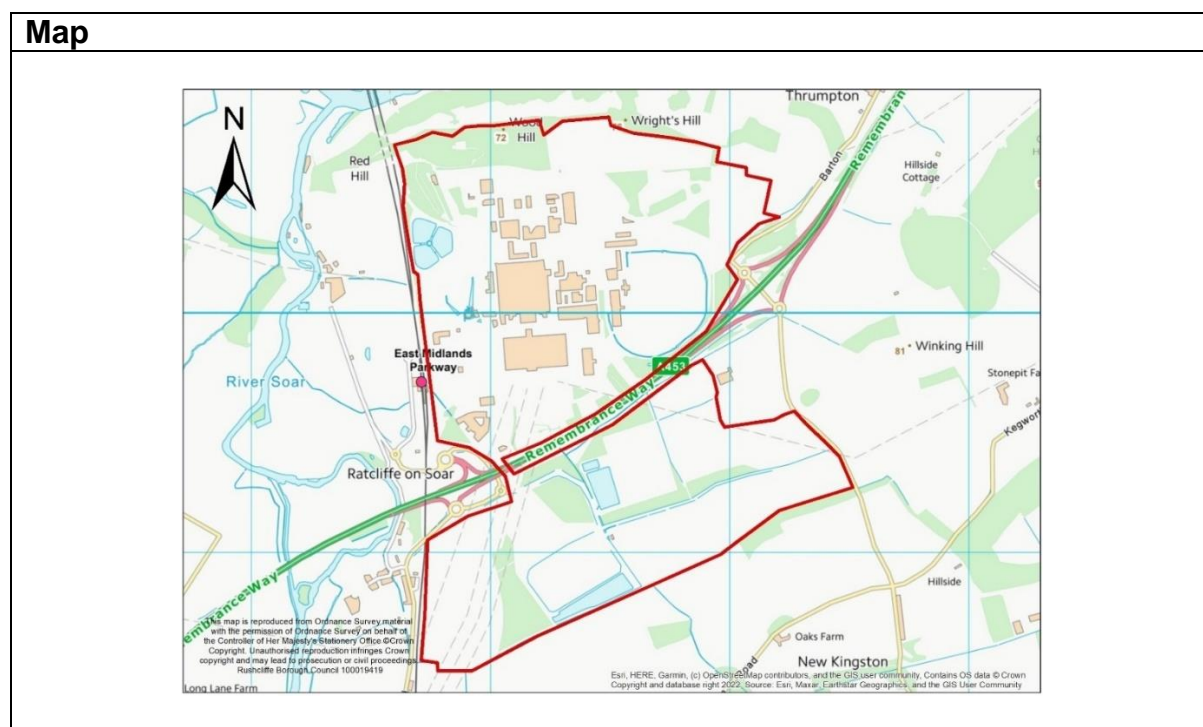 Map
N
Thrumpton
Wood
Hill
72
Wright's Hill
Red
Hill
Barton
Remembran
Hillside
Cottage
East Midlands
Parkway
A453
81
Winking Hill
Stonepit Fa
River Soar
Kegwort
Remembrance Way
Ratcliffe on Soar
embrance Way
Hillside
Oaks Farm
New Kingston
Road
Long Lane Farm
This map is reproduced from Ordnance Survey material
with the permission of Ordnance Survey on behalf of
the Controller of Her Majesty's Stationery Office ©Crown
Copyright. Unauthorised reproduction infringes Crown
copyright and may lead to prosecution or civil proceedings
Rushcliffe Borough Council 100019419
Esri, HERE, Garmin, (c) OpenStreetMap contributors, and the GIS user community, Contains OS data © Crown
Copyright and database right 2022, Source: Esri, Maxar, Earthstar Geographics, and the GIS User Community